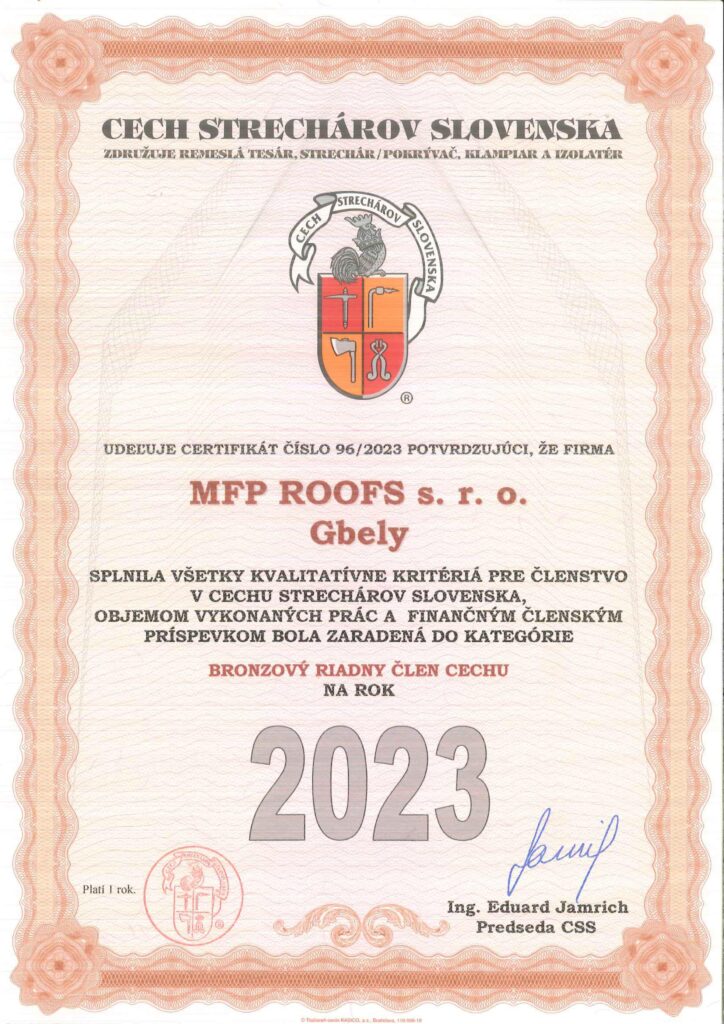 CECH STRECHÁROV SLOVENSKA
ZDRUŽUJE REMESLÁ TESÁR, STRECHÁR/POKRÝVAČ, KLAMPIAR A IZOLATÉR
CECH STRECHÁROV SLOVENSKA
®
UDEĽUJE CERTIFIKÁT ČÍSLO 96/2023 POTVRDZUJÚCI, ŽE FIRMA
MFP ROOFS s. r. o.
Gbely
SPLNILA VŠETKY KVALITATÍVNE KRITÉRIÁ PRE ČLENSTVO
V CECHU STRECHÁROV SLOVENSKA,
OBJEMOM VYKONANÝCH PRÁC A FINANČNÝM ČLENSKÝM
PRÍSPEVKOM BOLA ZARADENÁ DO KATEGÓRIE
BRONZOVÝ RIADNY ČLEN CECHU
NA ROK
2023
Platí 1 rok.
®
Ing. Eduard Jamrich
Predseda CSS